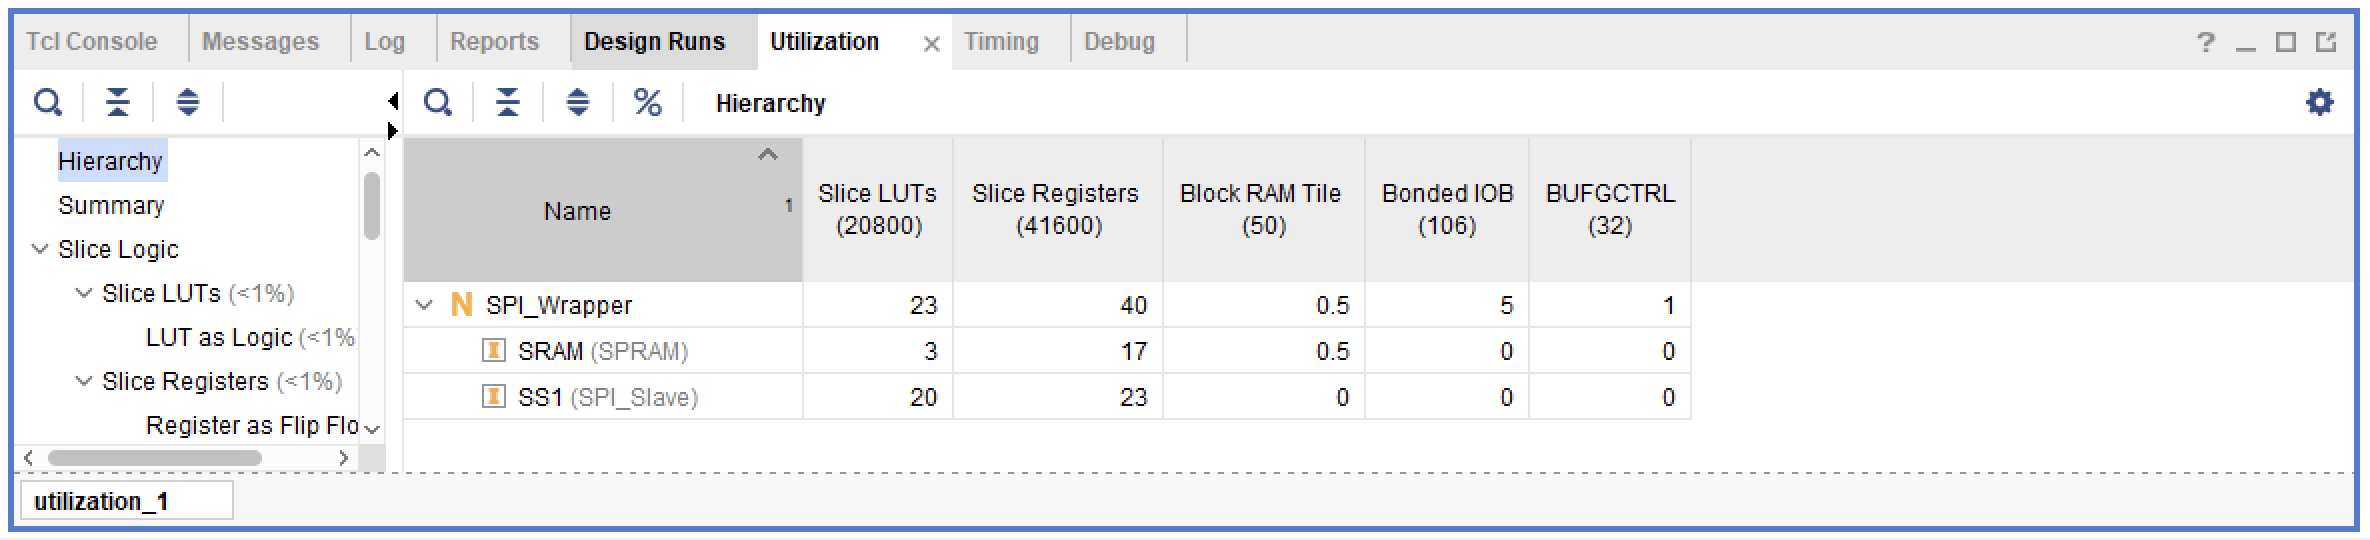 Tcl Console Messages Log Reports Design Runs Utilization × Timing Debug ?
% Hierarchy
Hierarchy
Summary
Slice Logic
Slice LUTs (<1%)
LUT as Logic (<1%
Slice Registers (<1%)
Register as Flip Flo
Name 1 Slice LUTs (20800) Slice Registers (41600) Block RAM Tile (50) Bonded IOB (106) BUFGCTRL (32)
N SPI_Wrapper 23 40 0.5 5 1
I SRAM (SPRAM) 3 17 0.5 0 0
I SS1 (SPI_Slave) 20 23 0 0 0
utilization_1